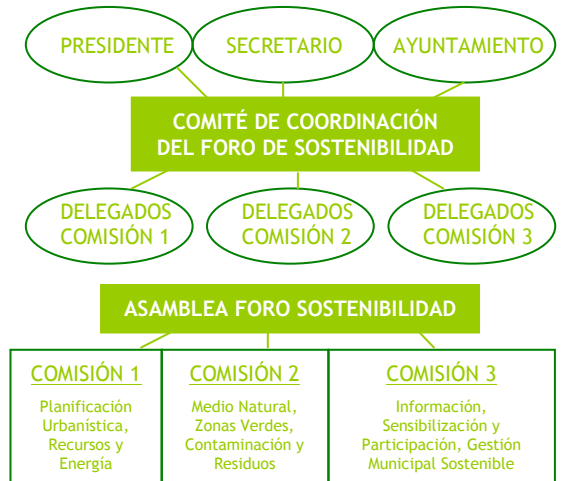 PRESIDENTE
SECRETARIO
AYUNTAMIENTO
COMITÉ DE COORDINACIÓN
DEL FORO DE SOSTENIBILIDAD
DELEGADOS
COMISIÓN 1
DELEGADOS
COMISIÓN 2
DELEGADOS
COMISIÓN 3
ASAMBLEA FORO SOSTENIBILIDAD
COMISIÓN 1
Planificación
Urbanística,
Recursos y
Energía
COMISIÓN 2
Medio Natural,
Zonas Verdes,
Contaminación y
Residuos
COMISIÓN 3
Información,
Sensibilización y
Participación, Gestión
Municipal Sostenible